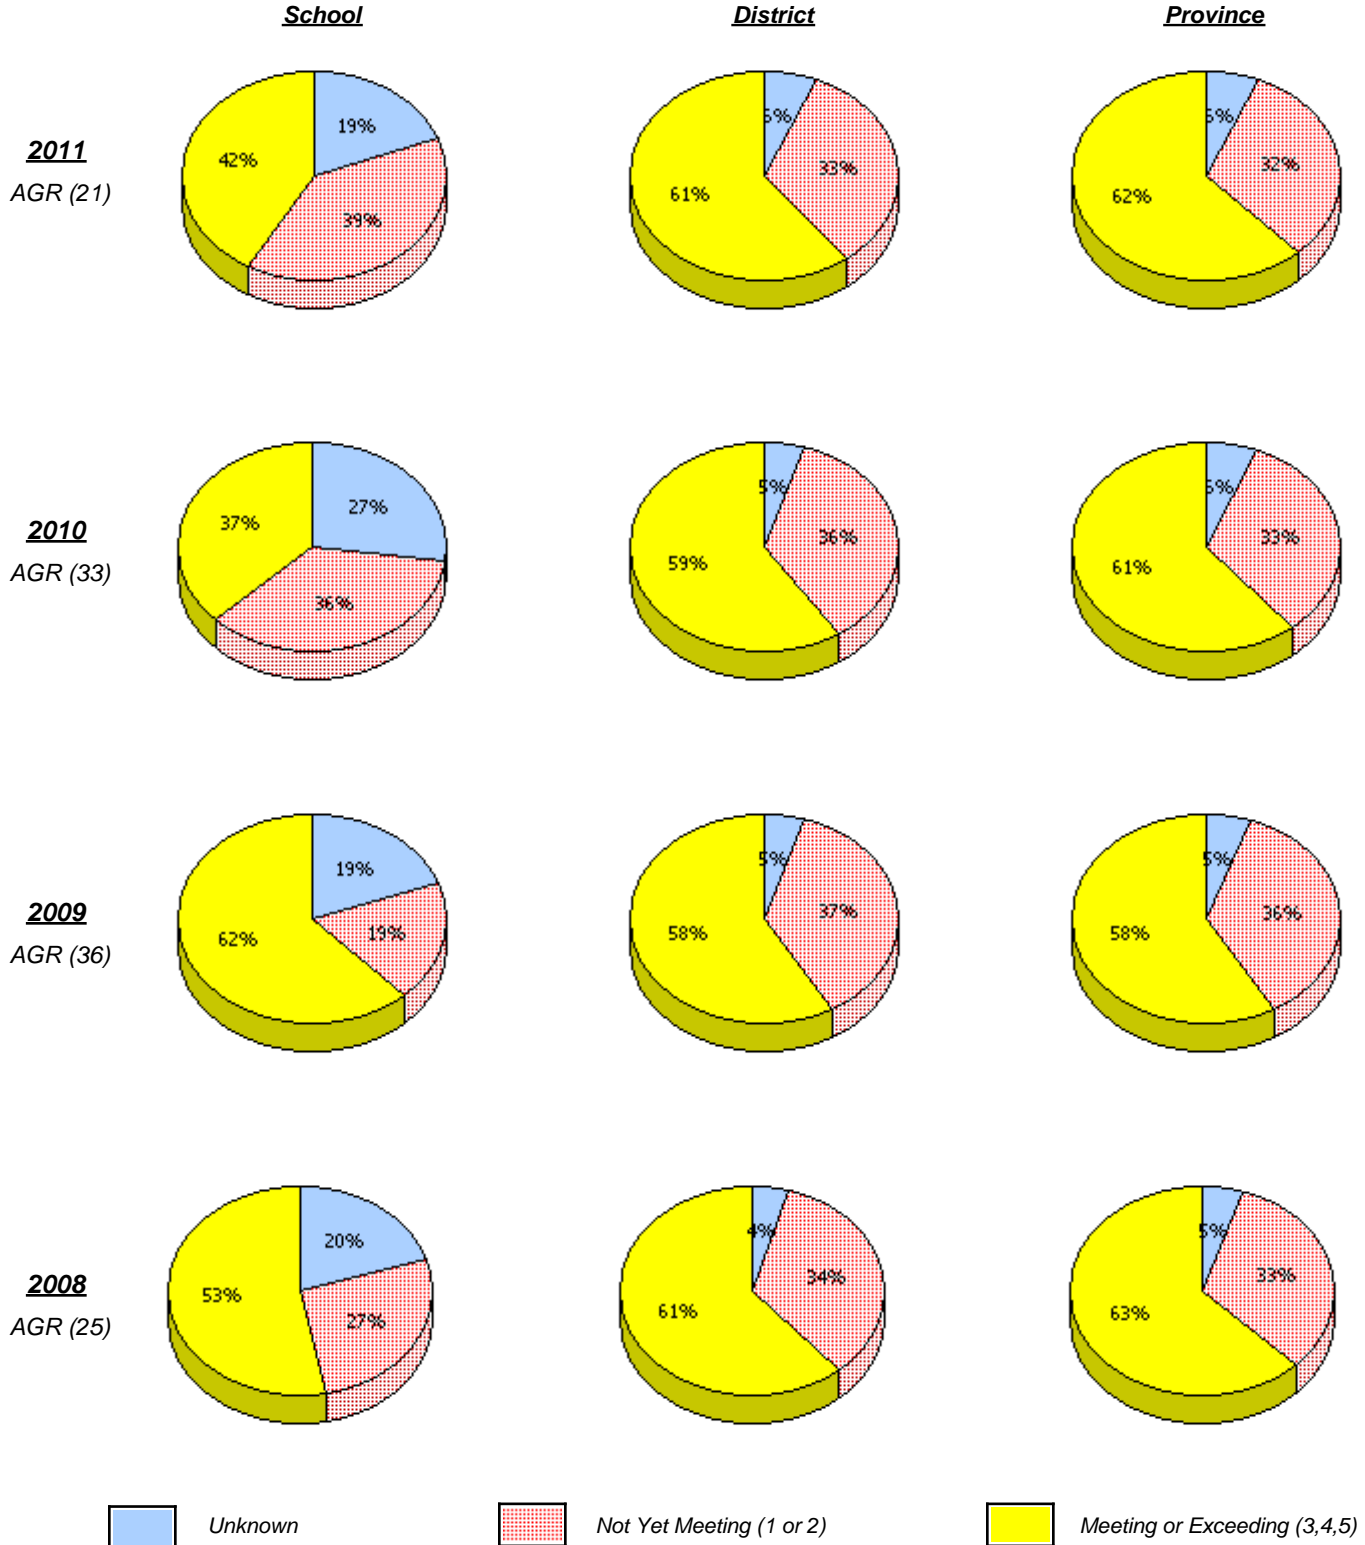 School District Province
19% 42% 39%
6% 33% 61%
6% 32% 62%
2011
AGR (21)
27% 37% 36%
5% 36% 59%
6% 33% 61%
2010
AGR (33)
19% 62% 19%
5% 37% 58%
5% 36% 58%
2009
AGR (36)
20% 53% 27%
4% 34% 61%
5% 33% 63%
2008
AGR (25)
Unknown Not Yet Meeting (1 or 2) Meeting or Exceeding (3,4,5)